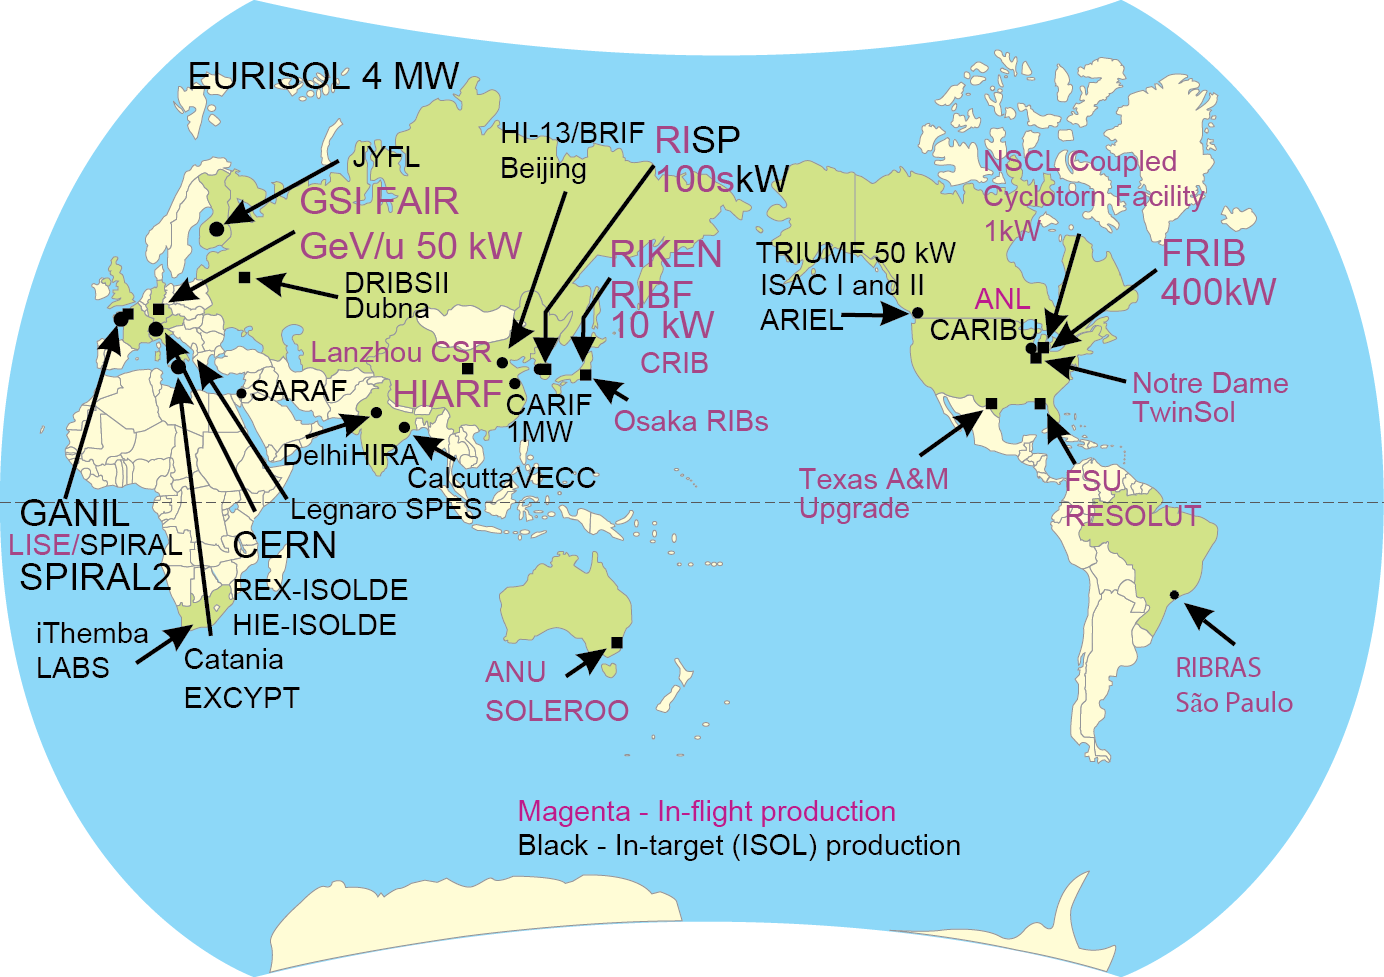 EURISOL 4 MW
JYFL
GSI FAIR
GeV/u 50 kW
DRIBSII
Dubna
HI-13/BRIF
Beijing
RISP
100skW
RIKEN
RIBF
10 kW
CRIB
Osaka RIBs
Lanzhou CSR
HIARF
CARIF
1MW
SARAF
DelhiHIRA
CalcuttaVECC
Legnaro SPES
GANIL
LISE/SPIRAL
SPIRAL2
CERN
REX-ISOLDE
HIE-ISOLDE
iThemba
LABS
Catania
EXCYPT
ANU
SOLEROO
NSCL Coupled
Cyclotorn Facility
1kW
TRIUMF 50 kW
ISAC I and II
ARIEL
ANL
CARIBU
FRIB
400kW
Notre Dame
TwinSol
Texas A&M
Upgrade
FSU
RESOLUT
RIBRAS
São Paulo
Magenta - In-flight production
Black - In-target (ISOL) production